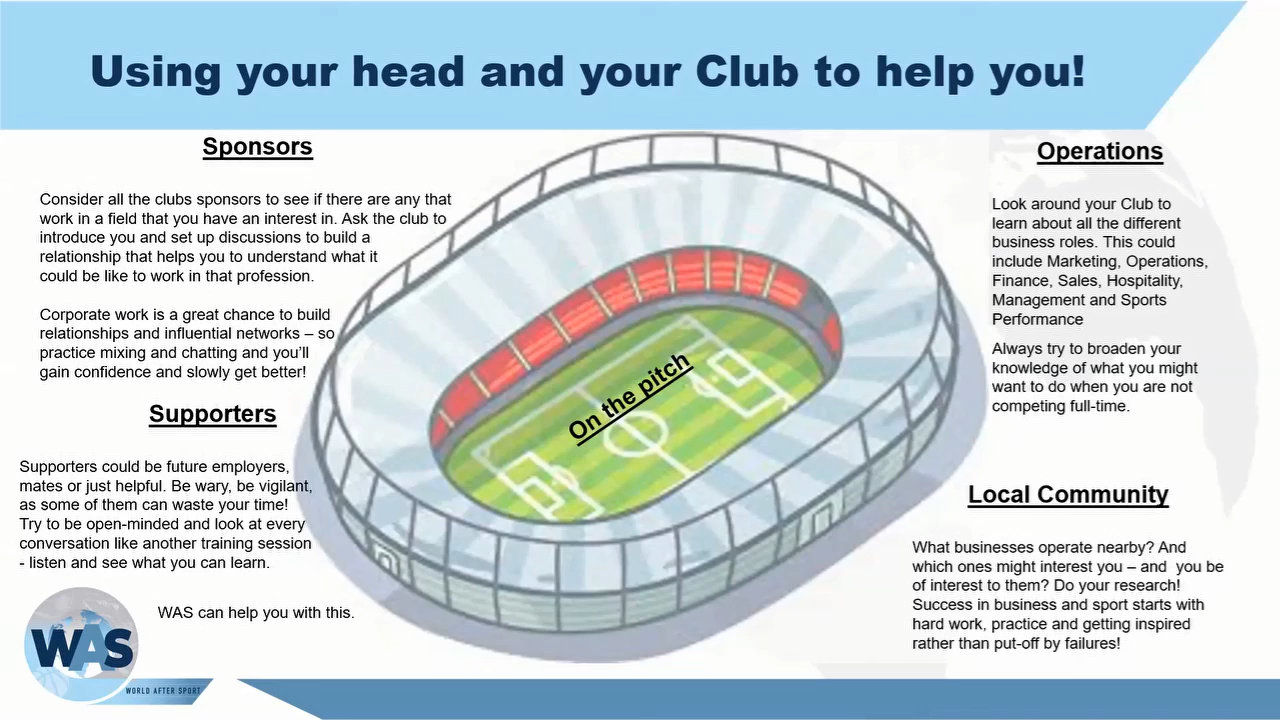 Using your head and your Club to help you!
Sponsors
Consider all the clubs sponsors to see if there are any that
work in a field that you have an interest in. Ask the club to
introduce you and set up discussions to build a
relationship that helps you to understand what it
could be like to work in that profession.
Corporate work is a great chance to build
relationships and influential networks – so
practice mixing and chatting and you’ll
gain confidence and slowly get better!
Supporters
Supporters could be future employers,
mates or just helpful. Be wary, be vigilant,
as some of them can waste your time!
Try to be open-minded and look at every
conversation like another training session
- listen and see what you can learn.
WAS can help you with this.
On the pitch
Operations
Look around your Club to
learn about all the different
business roles. This could
include Marketing, Operations,
Finance, Sales, Hospitality,
Management and Sports
Performance
Always try to broaden your
knowledge of what you might
want to do when you are not
competing full-time.
Local Community
What businesses operate nearby? And
which ones might interest you – and  you be
of interest to them? Do your research!
Success in business and sport starts with
hard work, practice and getting inspired
rather than put-off by failures!
WAS
WORLD AFTER SPORT